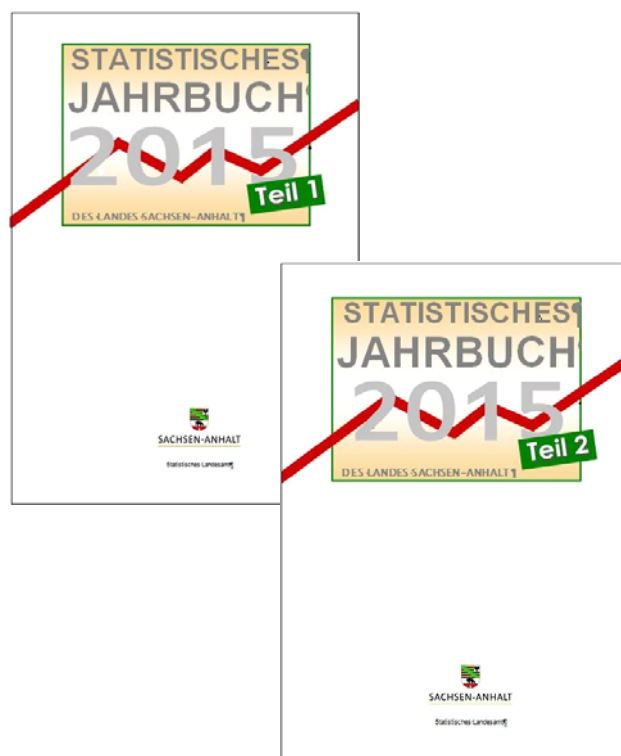 STATISTISCHES¶
JAHRBUCH
2015
Teil 1
DES·LANDES·SACHSEN–ANHALT¶
SACHSEN-ANHALT
Statistisches Landesamt¶
STATISTISCHES¶
JAHRBUCH
2015
Teil 2
DES·LANDES·SACHSEN–ANHALT¶
SACHSEN-ANHALT
Statistisches Landesamt¶